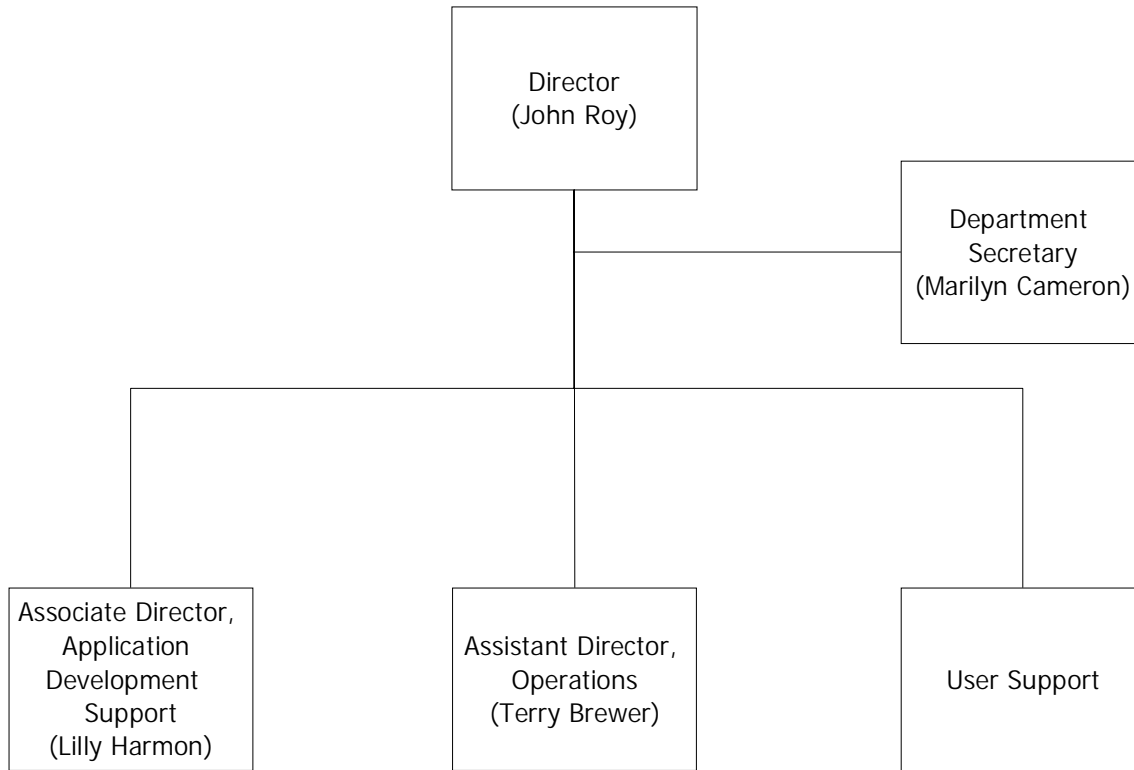 Director
(John Roy)
Department
Secretary
(Marilyn Cameron)
Associate Director,
Application
Development
Support
(Lilly Harmon)
Assistant Director,
Operations
(Terry Brewer)
User Support